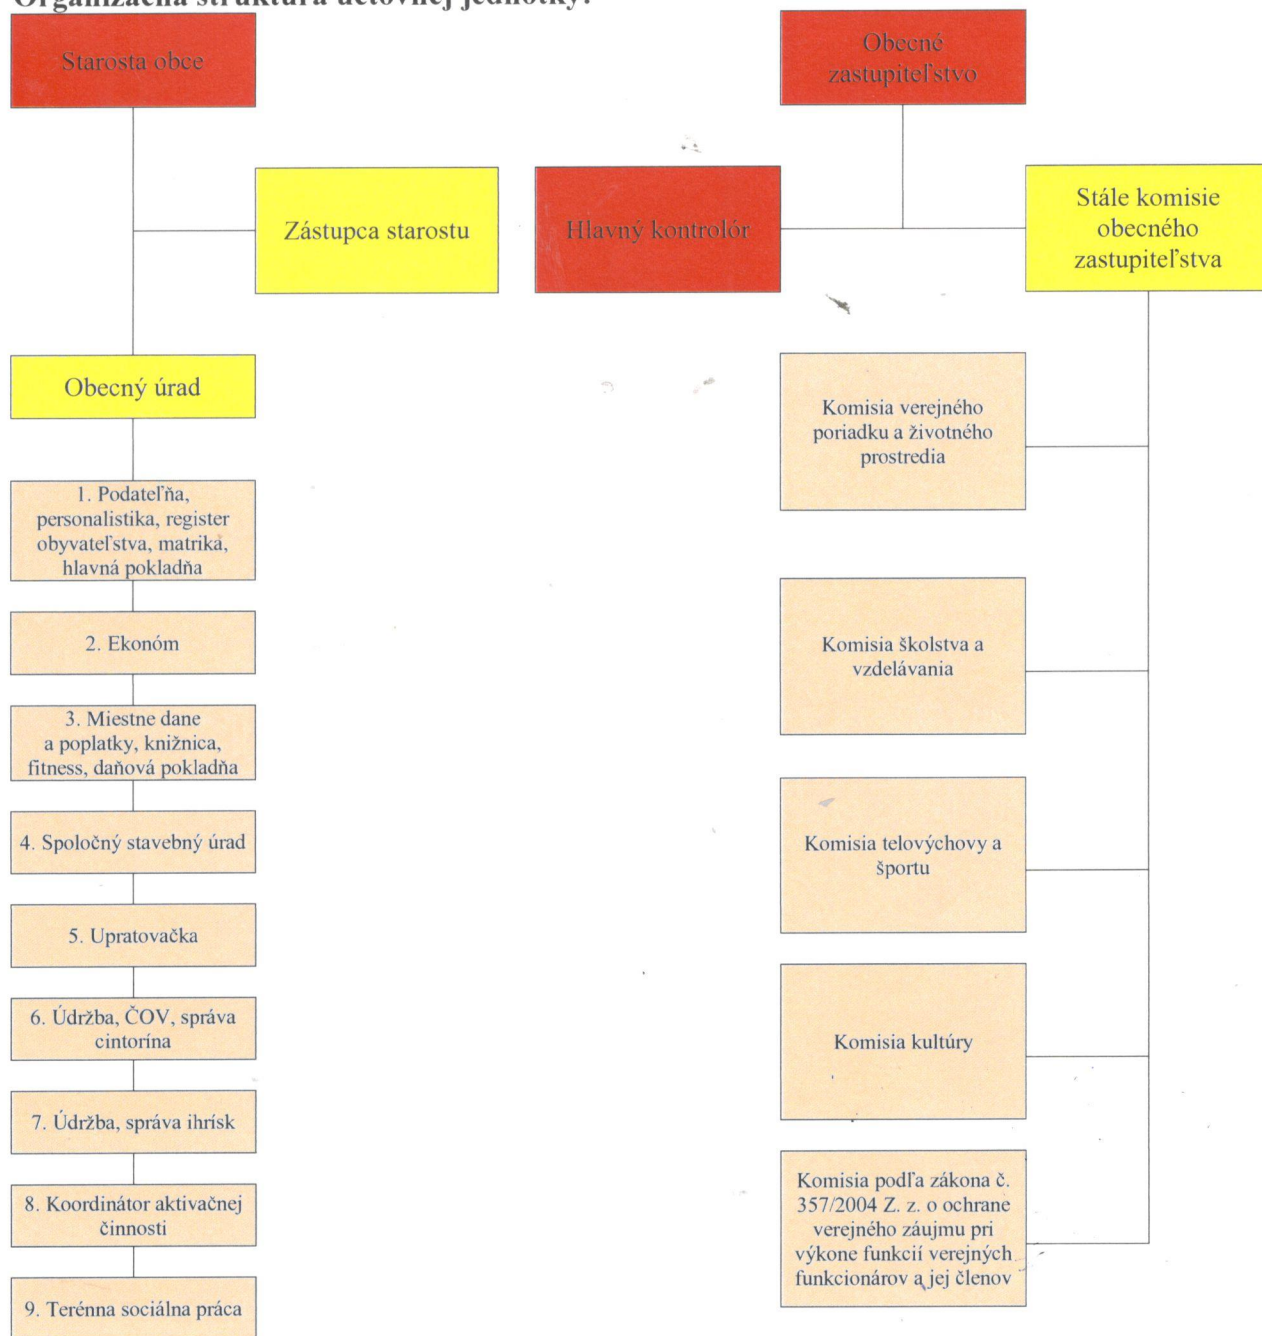 Organizačná štruktúra účtovnej jednotky:
Starosta obce
Zástupca starostu
Obecný úrad
1. Podateľňa,
personalistika, register
obyvateľstva, matrika,
hlavná pokladňa
2. Ekonóm
3. Miestne dane
a poplatky, knižnica,
fitness, daňová pokladňa
4. Spoločný stavebný úrad
5. Upratovačka
6. Údržba, ČOV, správa
cintorína
7. Údržba, správa ihrísk
8. Koordinátor aktivačnej
činnosti
9. Terénna sociálna práca
Obecné
zastupiteľstvo
Hlavný kontrolór
Stále komisie
obecného
zastupiteľstva
Komisia verejného
poriadku a životného
prostredia
Komisia školstva a
vzdelávania
Komisia telovýchovy a
športu
Komisia kultúry
Komisia podľa zákona č.
357/2004 Z. z. o ochrane
verejného záujmu pri
výkone funkcií verejných
funkcionárov a jej členov